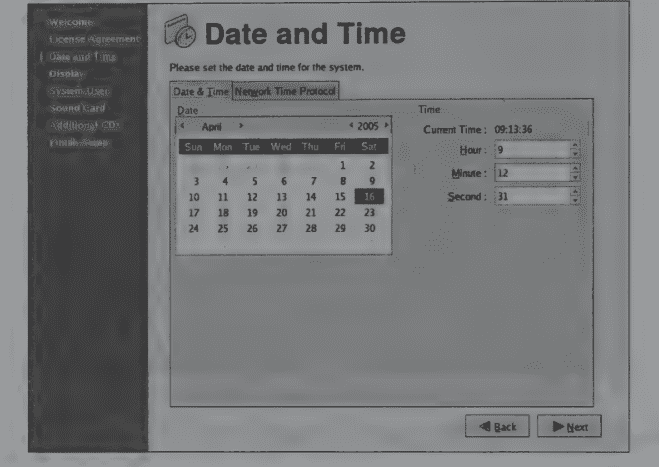 Welcome
License Agreement
Date and Time
Display
System User
Sound Card
Additional CDs
Finish Setup
Date and Time
Please set the date and time for the system.
Date & Time Network Time Protocol
Date
April 2005
Sun Mon Tue Wed Thu Fri Sat
1 2
3 4 5 6 7 8 9
10 11 12 13 14 15 16
17 18 19 20 21 22 23
24 25 26 27 28 29 30
Time
Current Time : 09:13:36
Hour : 9
Minute : 12
Second : 31
Back Next